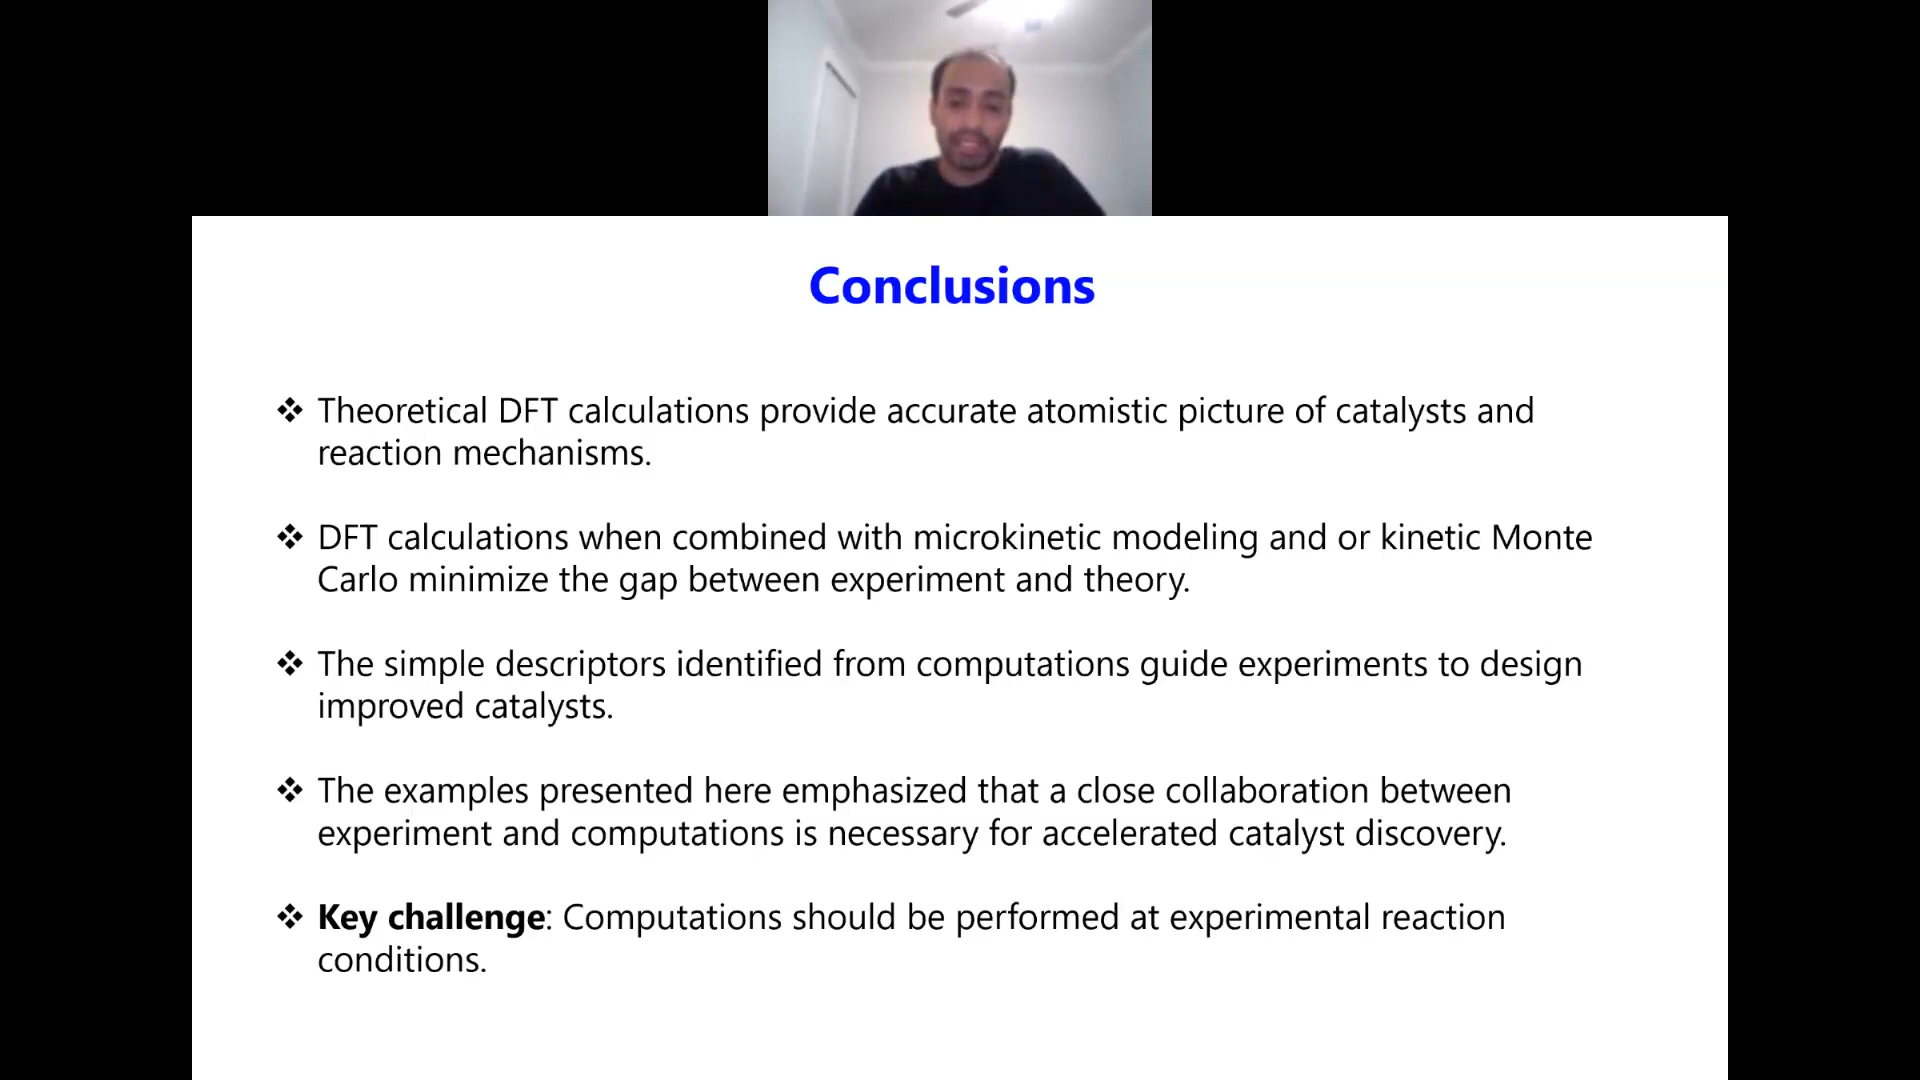 Conclusions
❖ Theoretical DFT calculations provide accurate atomistic picture of catalysts and
reaction mechanisms.
❖ DFT calculations when combined with microkinetic modeling and or kinetic Monte
Carlo minimize the gap between experiment and theory.
❖ The simple descriptors identified from computations guide experiments to design
improved catalysts.
❖ The examples presented here emphasized that a close collaboration between
experiment and computations is necessary for accelerated catalyst discovery.
❖ Key challenge: Computations should be performed at experimental reaction
conditions.